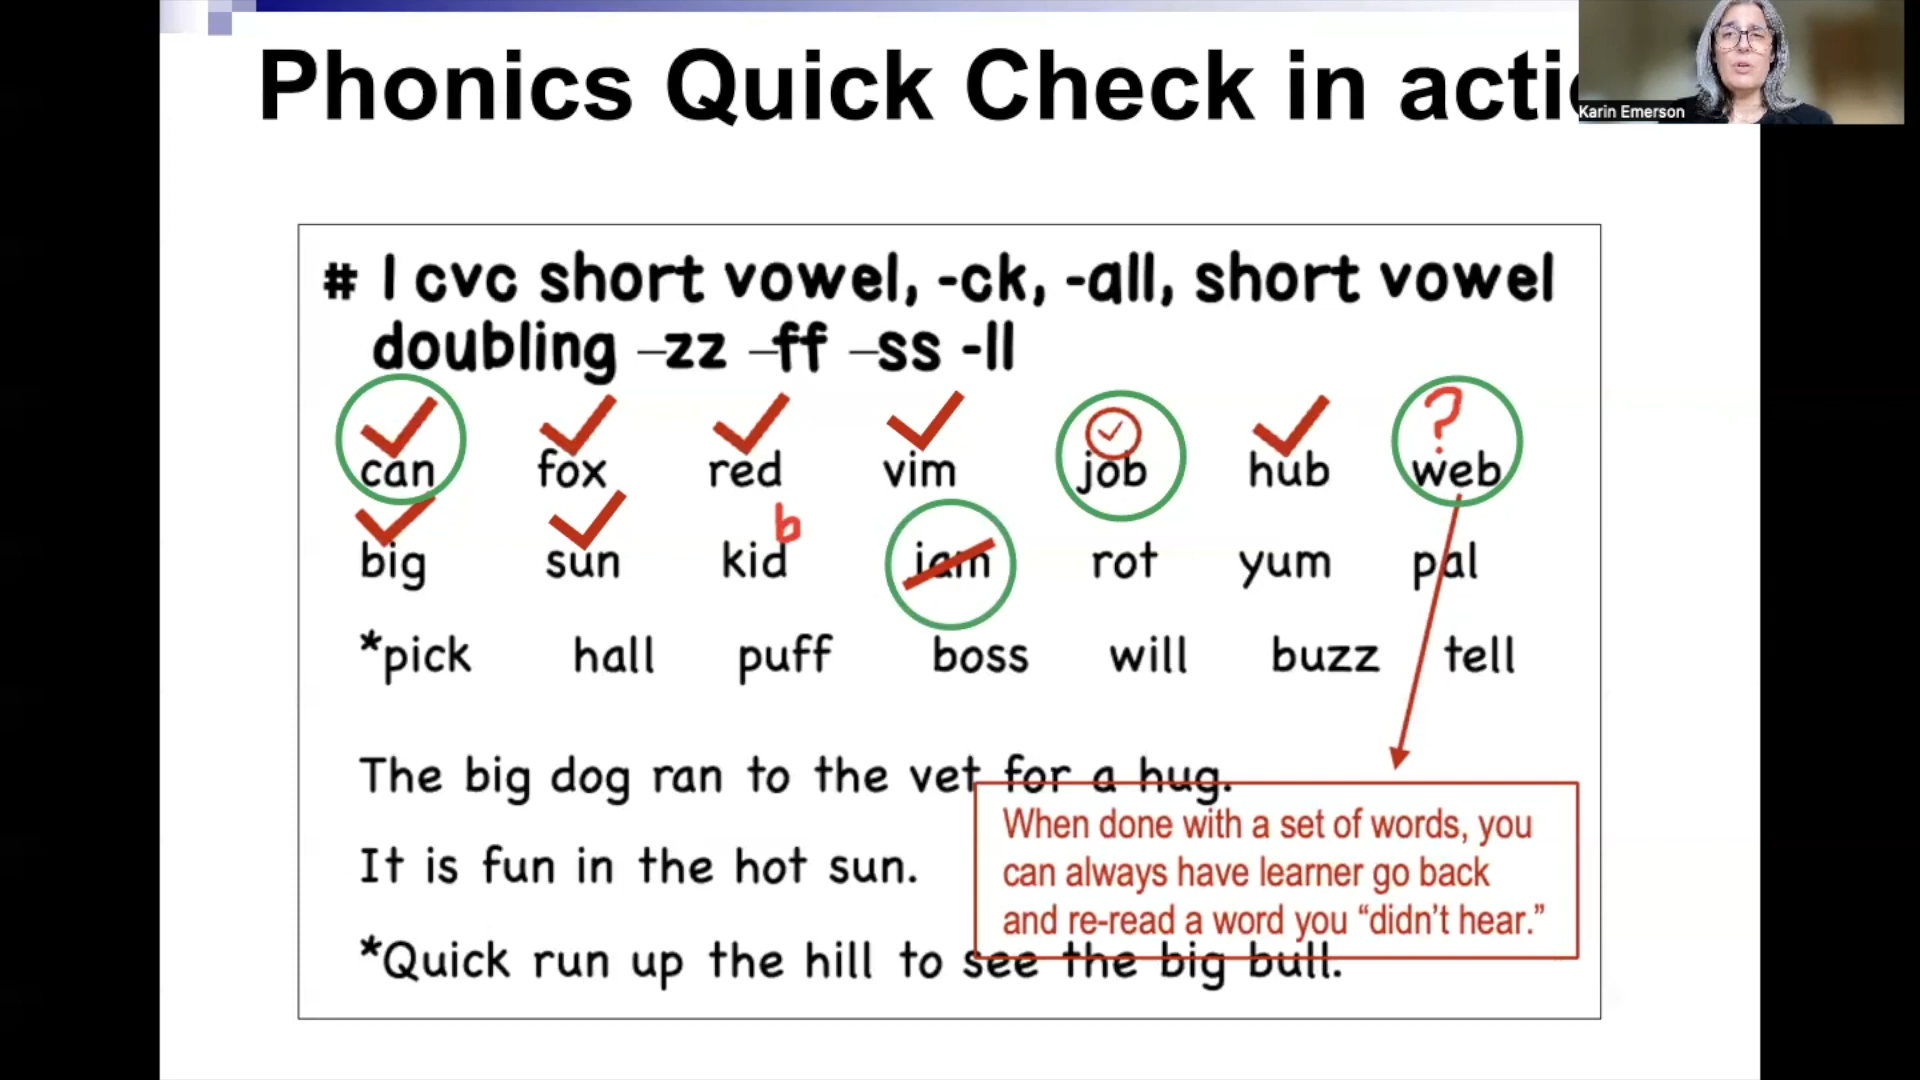 Phonics Quick Check in acti
Karin Emerson
# 1 cvc short vowel, -ck, -all, short vowel
doubling –zz –ff –ss -ll
can fox red vim job hub web
?
b
big sun kid jam rot yum pal
*pick hall puff boss will buzz tell
The big dog ran to the vet for a hug.
When done with a set of words, you
can always have learner go back
and re-read a word you “didn’t hear.”
It is fun in the hot sun.
*Quick run up the hill to see the big bull.